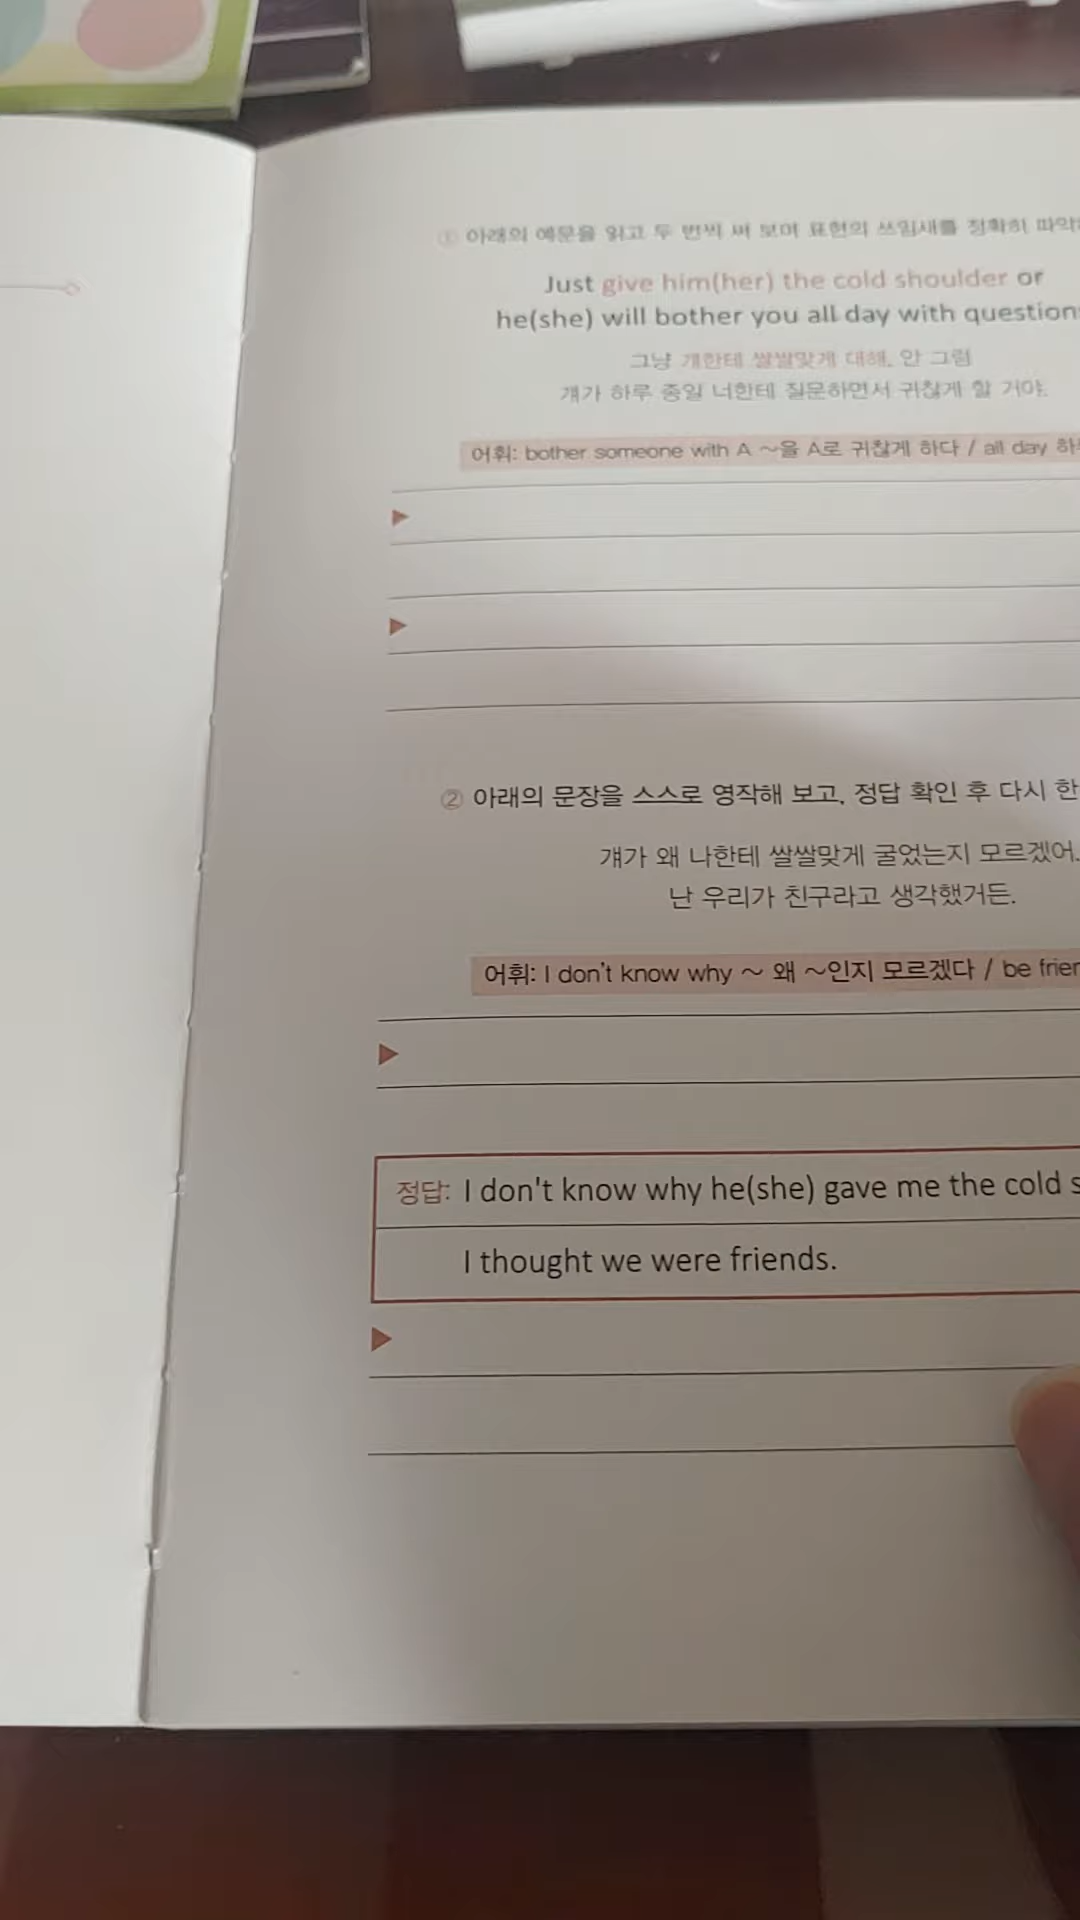 ① 아래의 예문을 읽고 두 번씩 써 보며 표현의 쓰임새를 정확히
Just give him(her) the cold shoulder or
he(she) will bother you all day with question
그냥 걔한테 쌀쌀맞게 대해. 안 그럼
걔가 하루 종일 너한테 질문하면서 귀찮게 할 거야.
어휘: bother someone with A ~을 A로 귀찮게 하다 / all day
② 아래의 문장을 스스로 영작해 보고, 정답 확인 후 다시 한
걔가 왜 나한테 쌀쌀맞게 굴었는지 모르겠어.
난 우리가 친구라고 생각했거든.
어휘: I don't know why ~ 왜 ~인지 모르겠다 / be
정답: I don't know why he(she) gave me the cold
I thought we were friends.